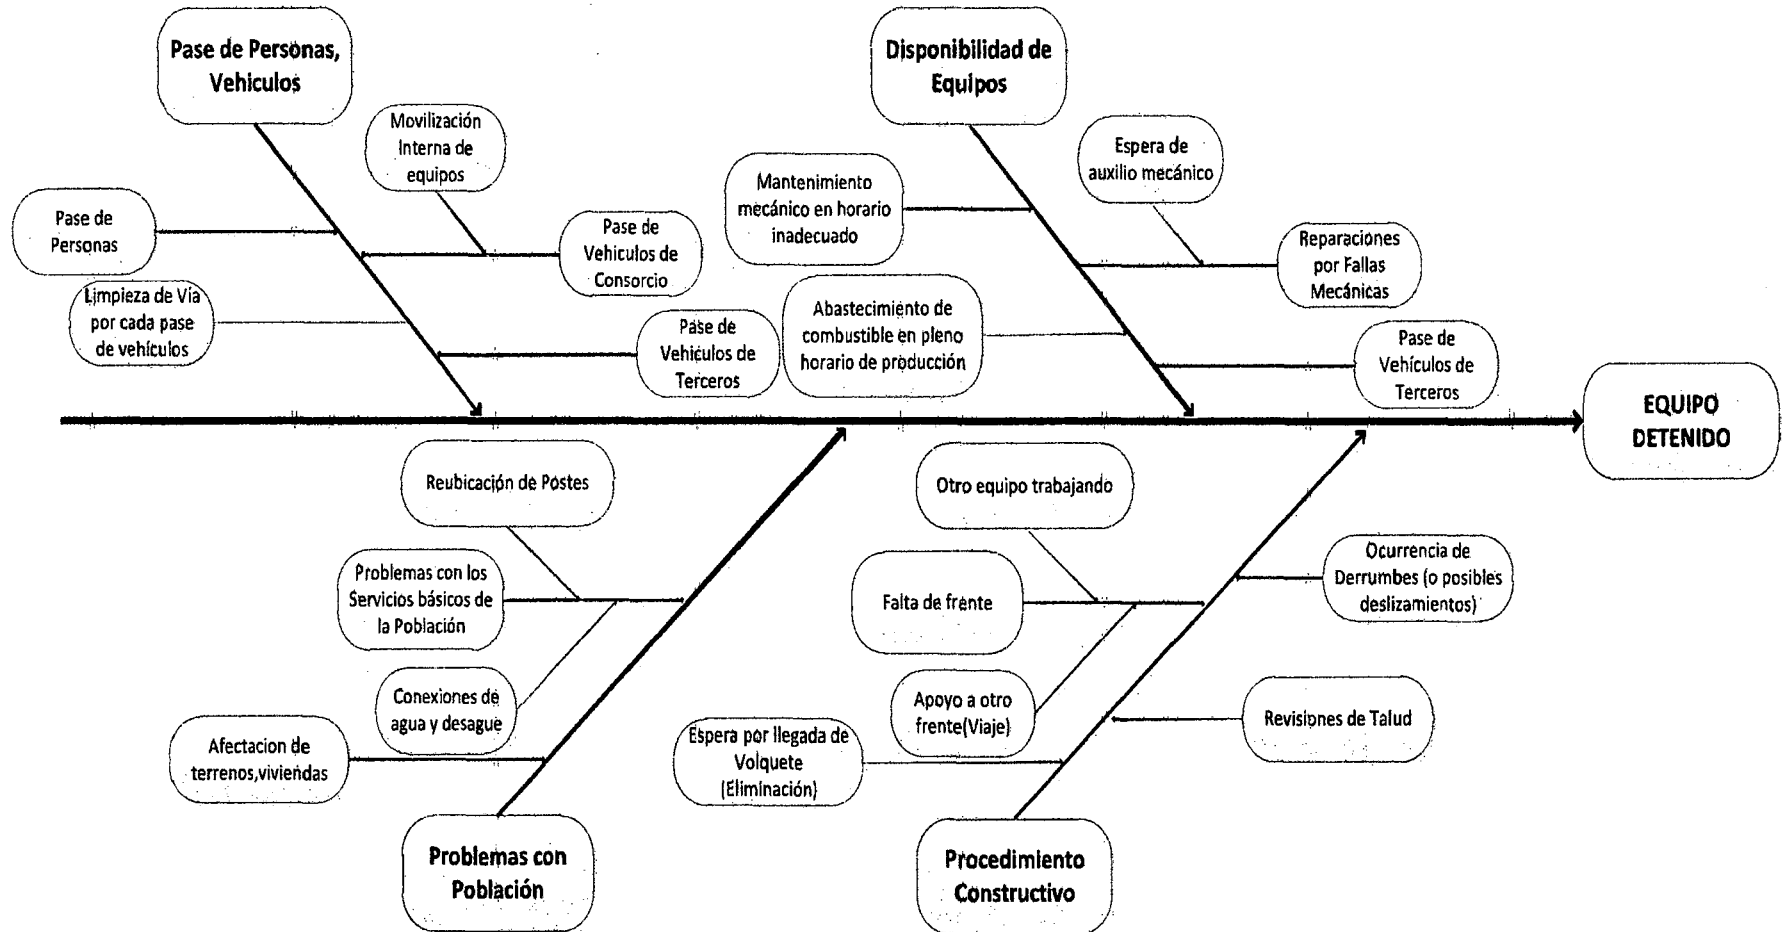 Pase de Personas,
Vehiculos
Disponibilidad de
Equipos
Movilización
Interna de
equipos
Espera de
auxilio mecánico
Mantenimiento
mecánico en horario
inadecuado
Pase de
Personas
Pase de
Vehiculos de
Consorcio
Reparaciones
por Fallas
Mecánicas
Limpieza de Vía
por cada pase
de vehículos
Abastecimiento de
combustible en pleno
horario de producción
Pase de
Vehiculos de
Terceros
Pase de
Vehículos de
Terceros
EQUIPO
DETENIDO
Reubicación de Postes
Otro equipo trabajando
Problemas con los
Servicios básicos de
la Población
Falta de frente
Ocurrencia de
Derrumbes (o posibles
deslizamientos)
Conexiones de
agua y desague
Apoyo a otro
frente(Viaje)
Revisiones de Talud
Afectacion de
terrenos,viviendas
Espera por llegada de
Volquete
(Eliminación)
Problemas con
Población
Procedimiento
Constructivo